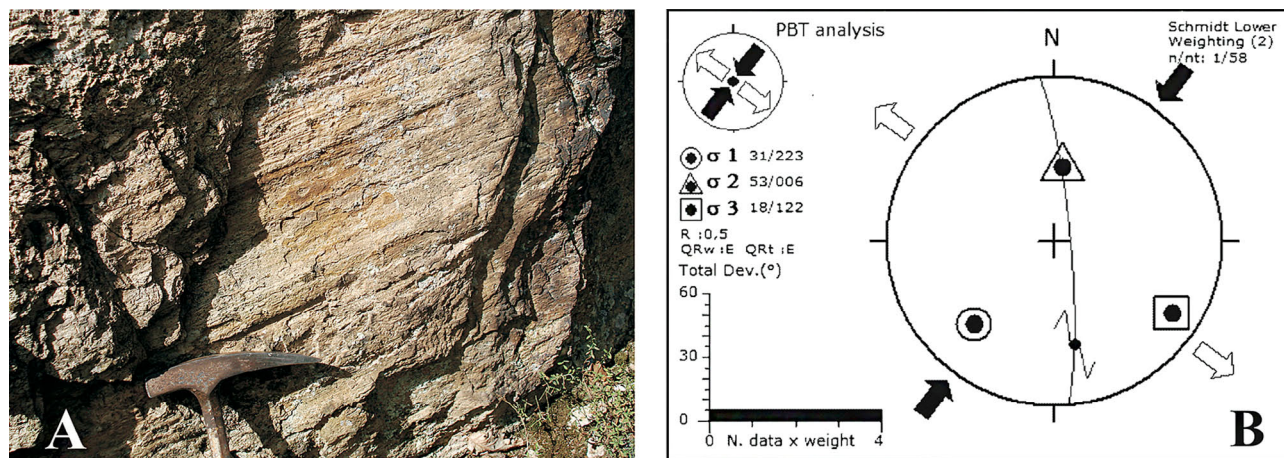 A
PBT analysis
N
Schmidt Lower
Weighting (2)
n/nt: 1/58
σ 1 31/223
σ 2 53/006
σ 3 18/122
R :0,5
QRw :E QRt :E
Total Dev.(°)
60
30
0
0 N. data x weight 4
B